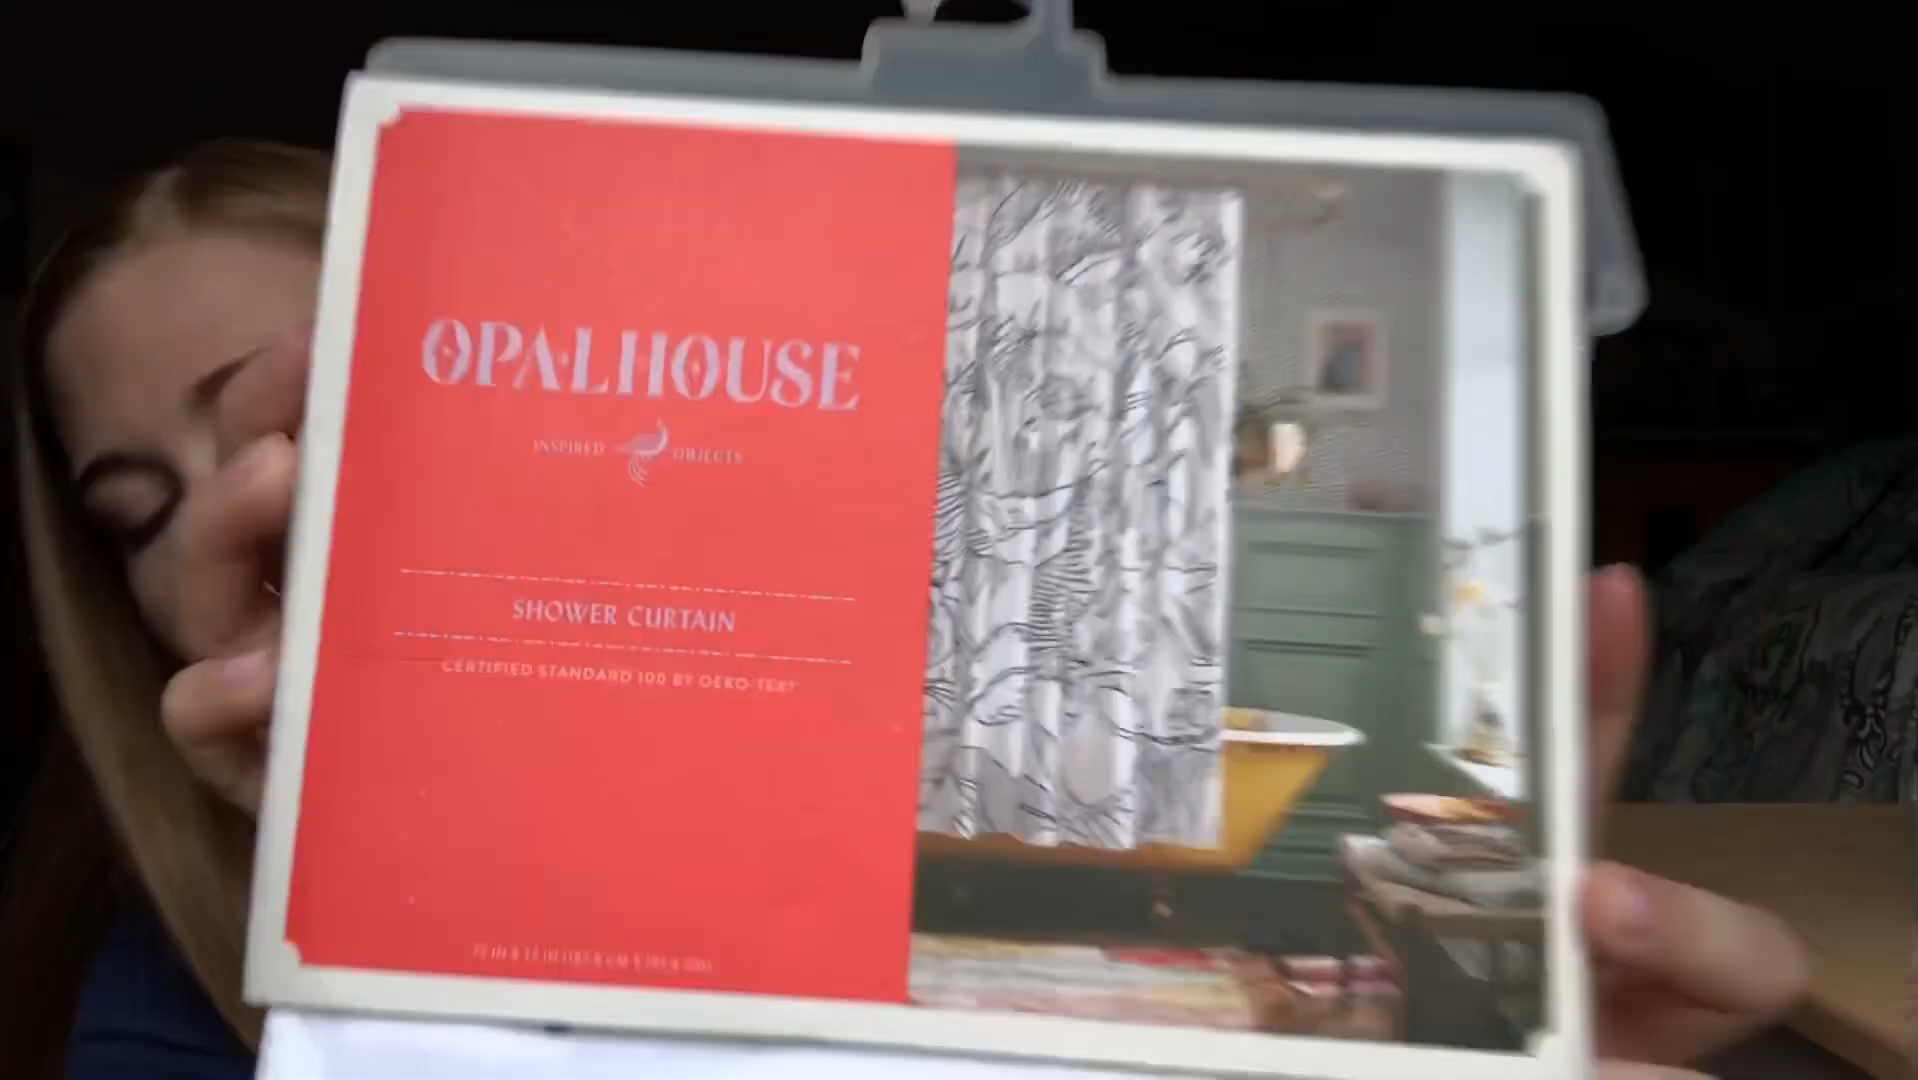 OPALHOUSE
INSPIRED OBJECTS
SHOWER CURTAIN
CERTIFIED STANDARD 100 BY OEKO-TEX®